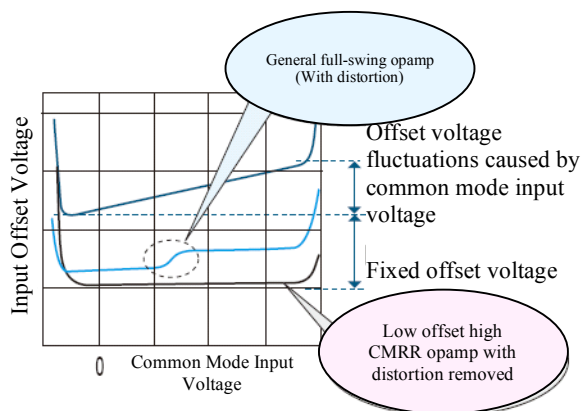 General full-swing opamp
(With distortion)
Offset voltage
fluctuations caused by
common mode input
voltage
Fixed offset voltage
Input Offset Voltage
0
Common Mode Input
Voltage
Low offset high
CMRR opamp with
distortion removed